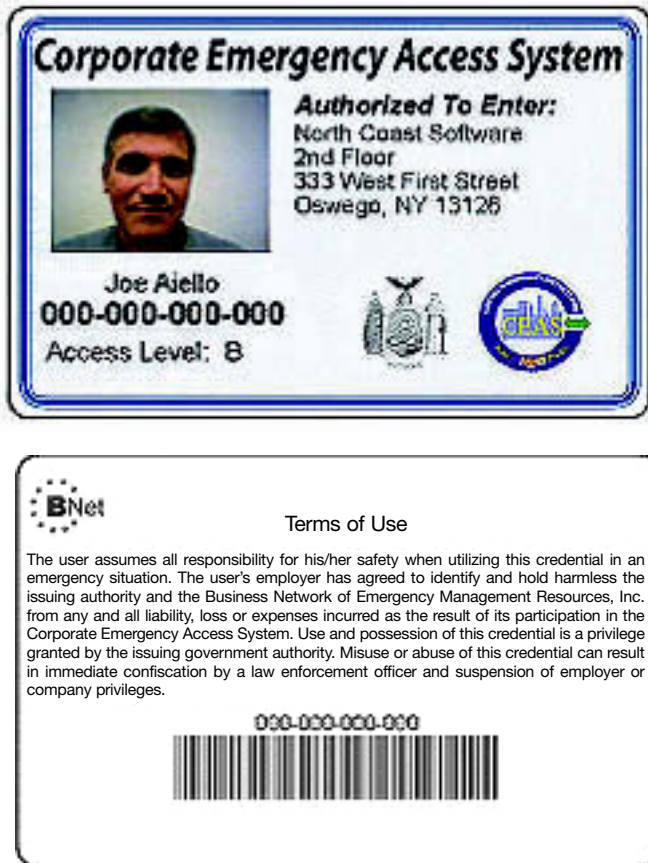 Corporate Emergency Access System
Authorized To Enter:
North Coast Software
2nd Floor
333 West First Street
Oswego, NY 13126
Joe Aiello
000-000-000-000
Access Level: B
CEAS
BNet
Terms of Use
The user assumes all responsibility for his/her safety when utilizing this credential in an
emergency situation. The user's employer has agreed to identify and hold harmless the
issuing authority and the Business Network of Emergency Management Resources, Inc.
from any and all liability, loss or expenses incurred as the result of its participation in the
Corporate Emergency Access System. Use and possession of this credential is a privilege
granted by the issuing government authority. Misuse or abuse of this credential can result
in immediate confiscation by a law enforcement officer and suspension of employer or
company privileges.
000-000-000-000